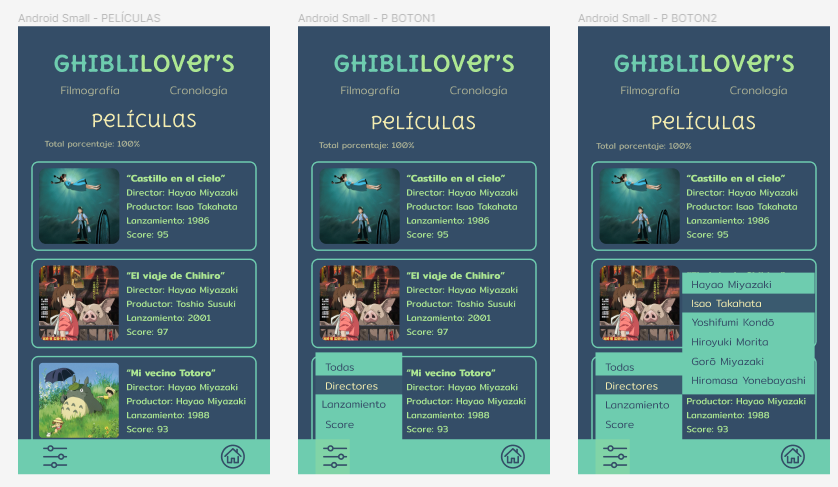 Android Small - PELÍCULAS
GHIBLILOVER'S
Filmografía Cronologia
PELÍCULAS
Total porcentaje: 100%
"Castillo en el cielo"
Director: Hayao Miyazaki
Productor: Isao Takahata
Lanzamiento: 1986
Score: 95
"El viaje de Chihiro"
Director: Hayao Miyazaki
Productor: Toshio Susuki
Lanzamiento: 2001
Score: 97
"Mi vecino Totoro"
Director: Hayao Miyazaki
Productor: Hayao Miyazaki
Lanzamiento: 1988
Score: 93
Android Small - P BOTON1
GHIBLILOVER'S
Filmografía Cronologia
PELÍCULAS
Total porcentaje: 100%
"Castillo en el cielo"
Director: Hayao Miyazaki
Productor: Isao Takahata
Lanzamiento: 1986
Score: 95
"El viaje de Chihiro"
Director: Hayao Miyazaki
Productor: Toshio Susuki
Lanzamiento: 2001
Score: 97
Todas
Directores
Lanzamiento
Score
"Mi vecino Totoro"
Director: Hayao Miyazaki
Productor: Hayao Miyazaki
Lanzamiento: 1988
Score: 93
Android Small - P BOTON2
GHIBLILOVER'S
Filmografía Cronologia
PELÍCULAS
Total porcentaje: 100%
"Castillo en el cielo"
Director: Hayao Miyazaki
Productor: Isao Takahata
Lanzamiento: 1986
Score: 95
Hayao Miyazaki
Isao Takahata
Yoshifumi Kondō
Hiroyuki Morita
Gorō Miyazaki
Hiromasa Yonebayashi
Todas
Directores
Lanzamiento
Score
Productor: Hayao Miyazaki
Lanzamiento: 1988
Score: 93